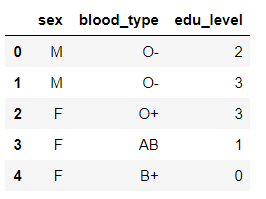 sex blood_type edu_level
0 M O- 2
1 M O- 3
2 F O+ 3
3 F AB 1
4 F B+ 0